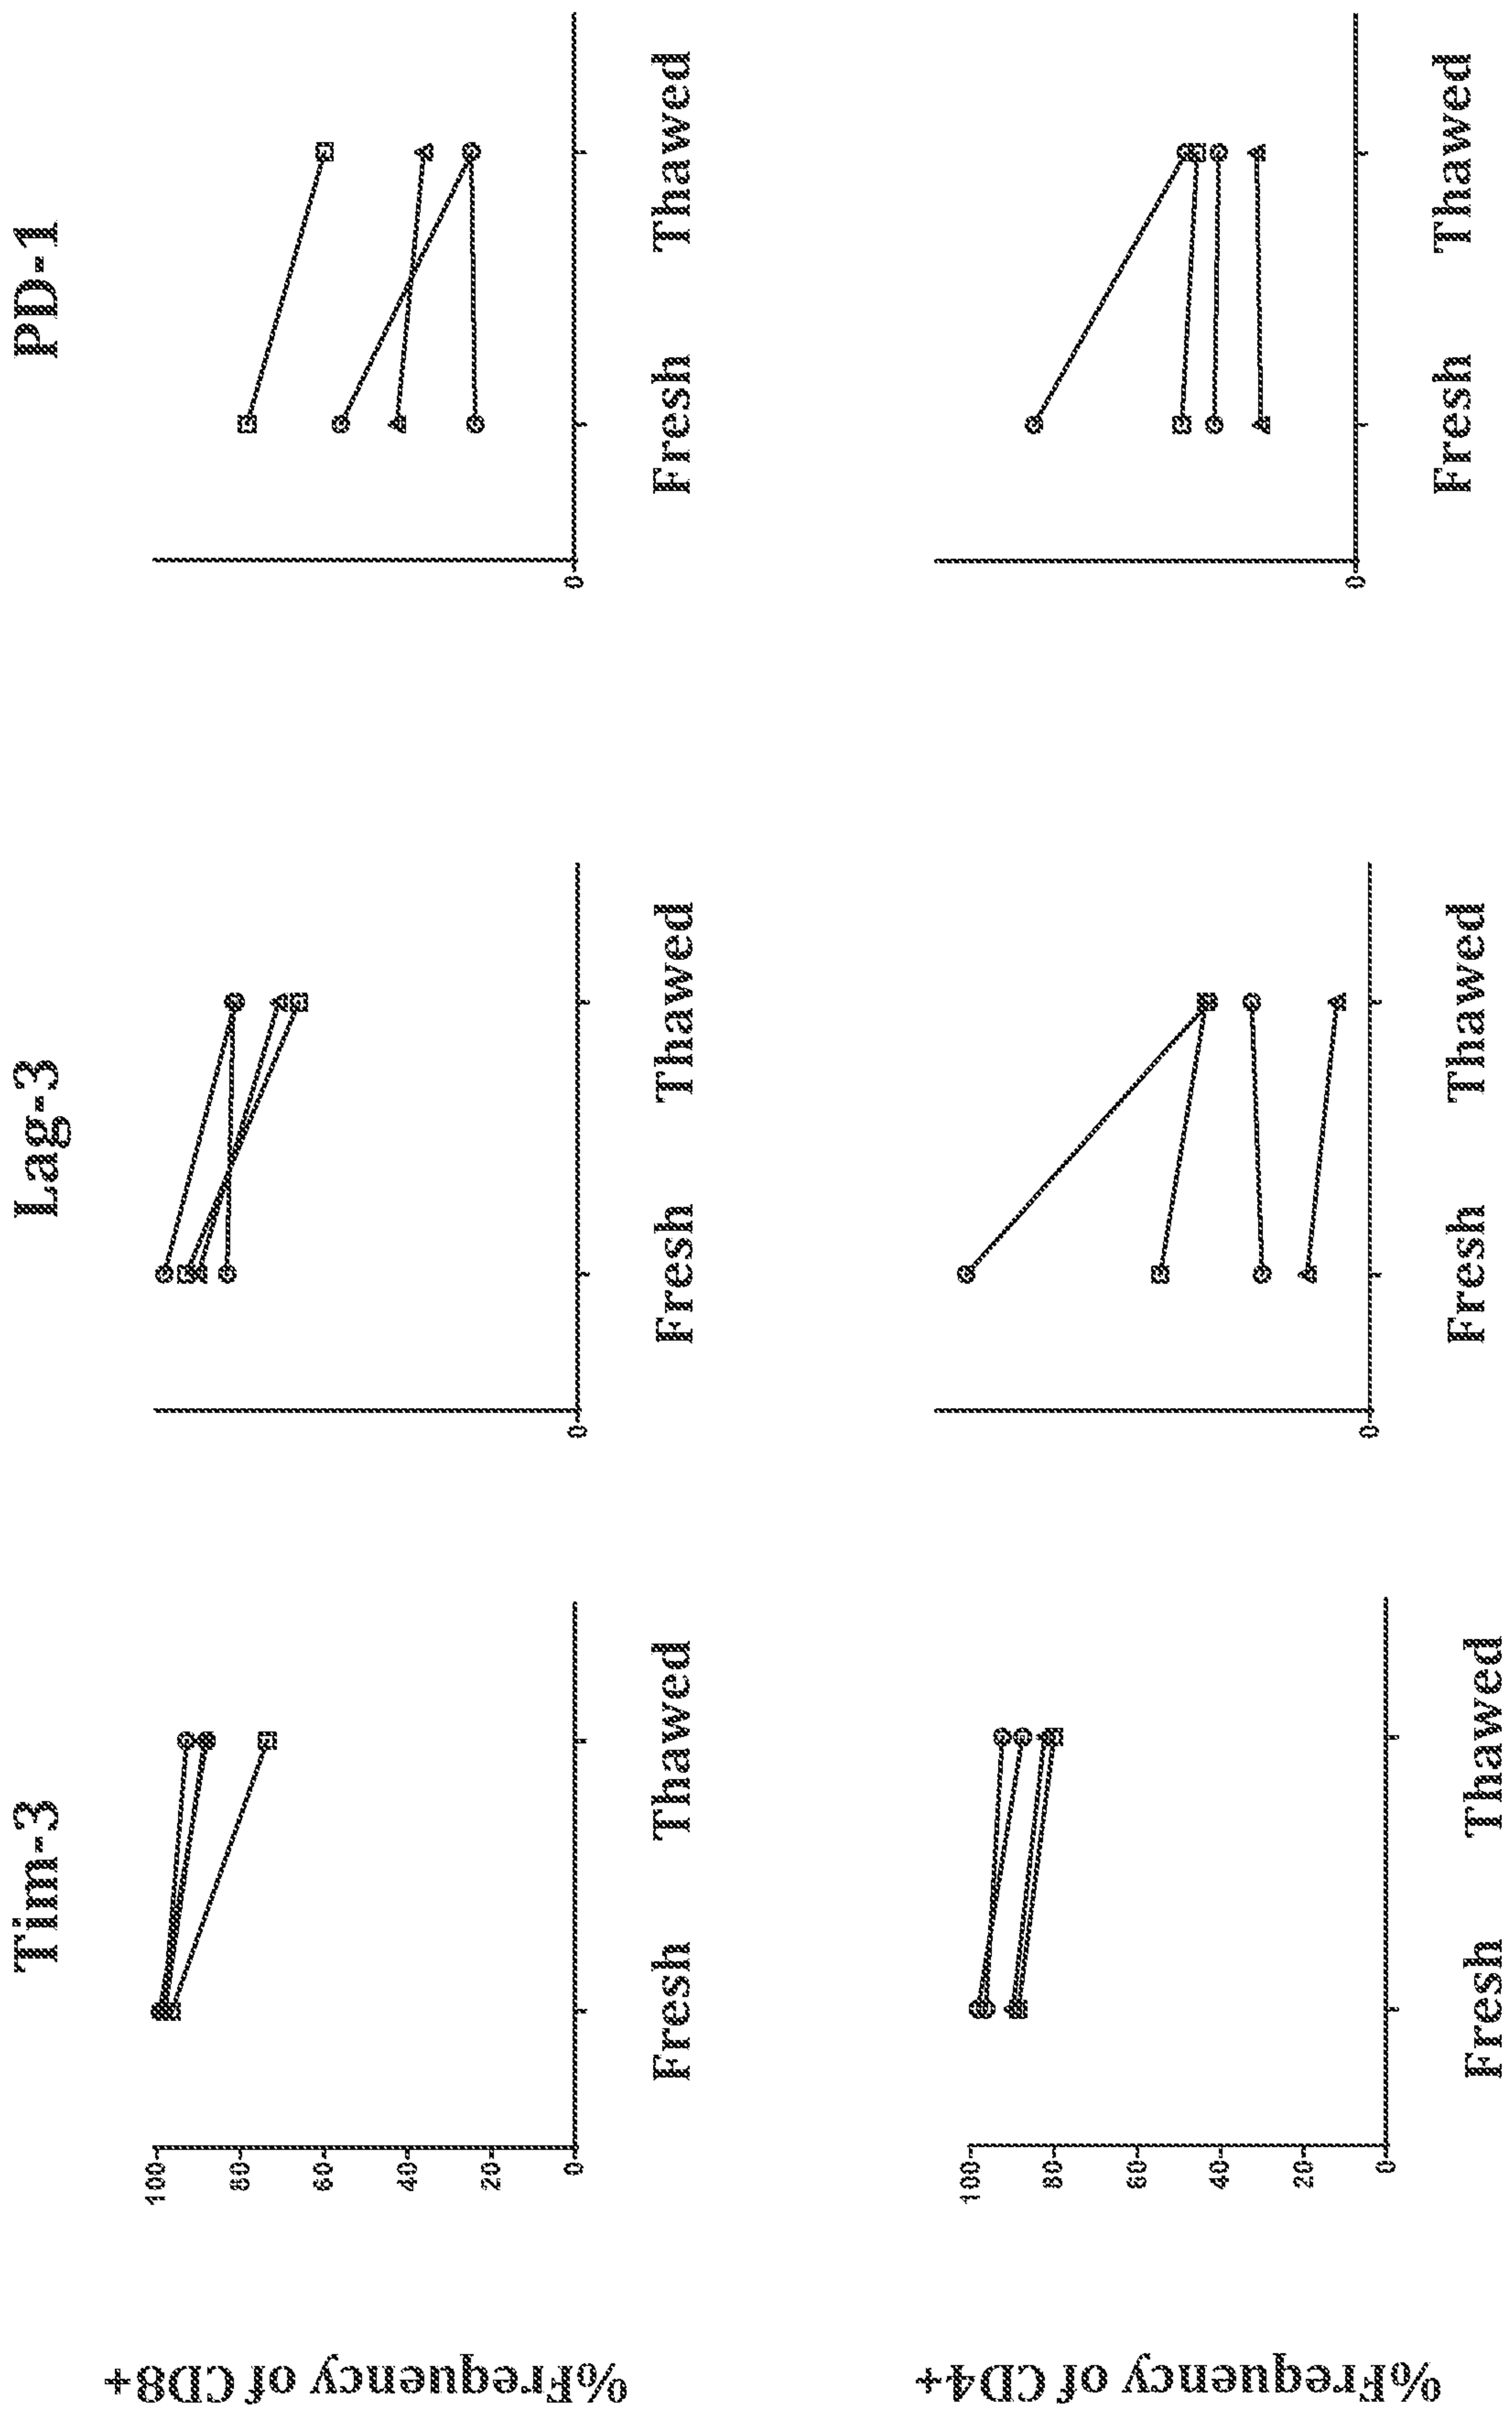 Tim-3
Lag-3
PD-1
%Frequency of CD8+
100
80
60
40
20
0
Fresh
Thawed
0
Fresh
Thawed
0
Fresh
Thawed
%Frequency of CD4+
100
80
60
40
20
0
Fresh
Thawed
0
Fresh
Thawed
0
Fresh
Thawed